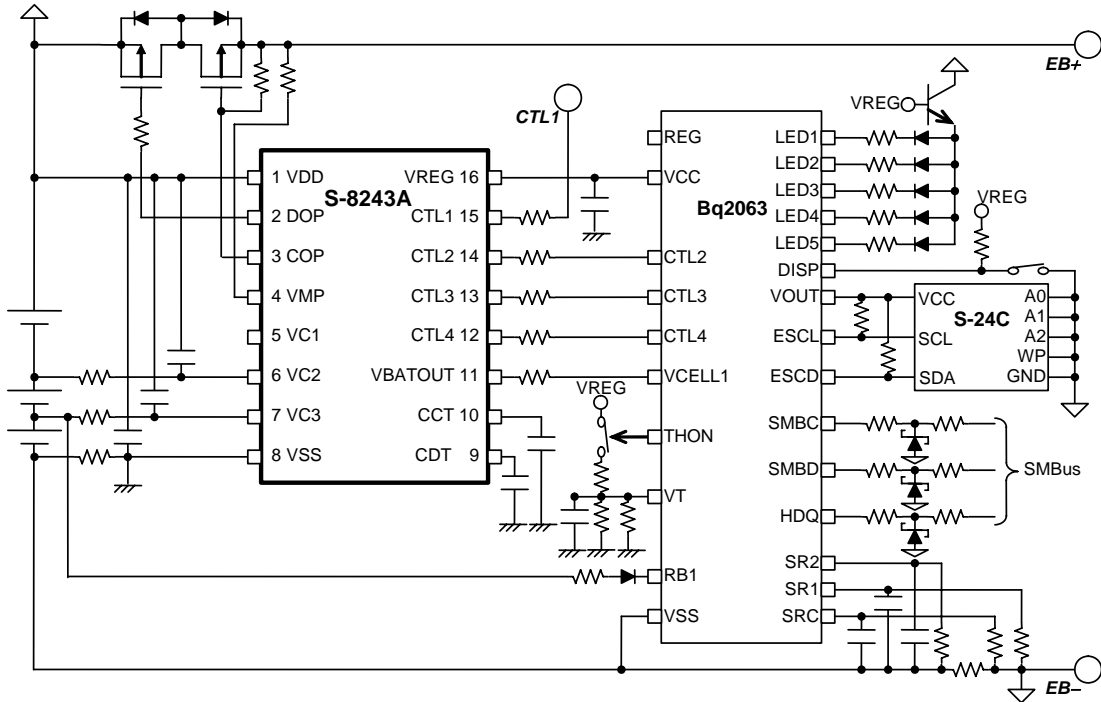 EB+
CTL1
VREG
S-8243A
1 VDD
2 DOP
3 COP
4 VMP
5 VC1
6 VC2
7 VC3
8 VSS
VREG 16
CTL1 15
CTL2 14
CTL3 13
CTL4 12
VBATOUT 11
CCT 10
CDT 9
VREG
Bq2063
REG
VCC
CTL2
CTL3
CTL4
VCELL1
THON
VT
RB1
VSS
LED1
LED2
LED3
LED4
LED5
DISP
VOUT
ESCL
ESCD
SMBC
SMBD
HDQ
SR2
SR1
SRC
VREG
S-24C
VCC
SCL
SDA
A0
A1
A2
WP
GND
SMBus
EB−